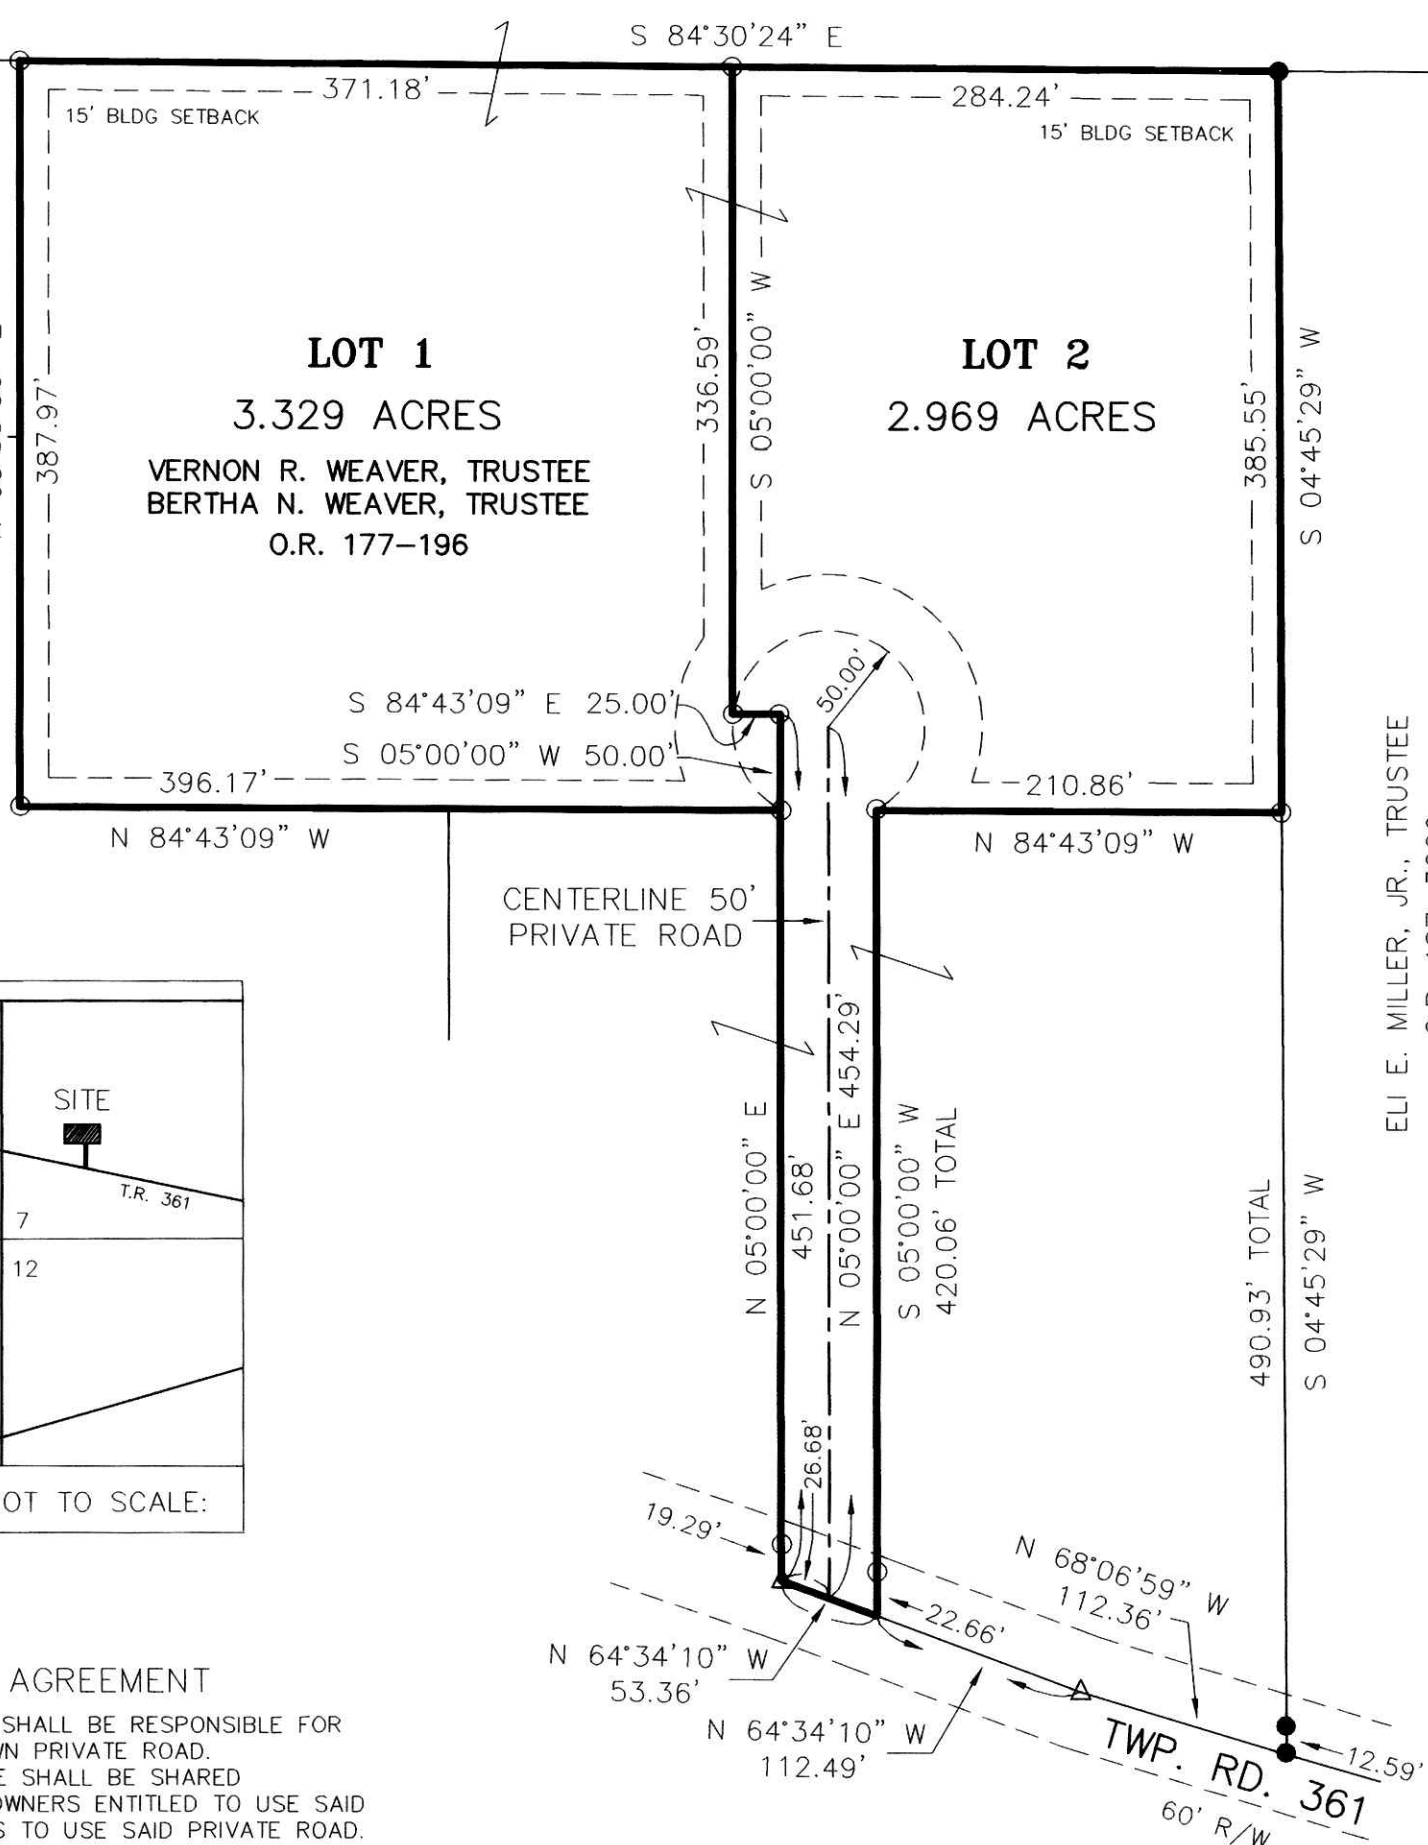 S 84°30'24" E
371.18'
284.24'
15' BLDG SETBACK
15' BLDG SETBACK
387.97'
LOT 1
3.329 ACRES
VERNON R. WEAVER, TRUSTEE
BERTHA N. WEAVER, TRUSTEE
O.R. 177-196
336.59'
S 05°00'00" W
LOT 2
2.969 ACRES
385.55'
S 04°45'29" W
S 84°43'09" E 25.00'
S 05°00'00" W 50.00'
50.00'
396.17'
N 84°43'09" W
210.86'
N 84°43'09" W
ELI E. MILLER, JR., TRUSTEE
CENTERLINE 50'
PRIVATE ROAD
N 05°00'00" E
451.68'
N 05°00'00" E 454.29'
S 05°00'00" W
420.06' TOTAL
490.93' TOTAL
S 04°45'29" W
SITE
T.R. 361
7
12
OT TO SCALE:
26.68'
19.29'
22.66'
N 68°06'59" W
112.36'
N 64°34'10" W
53.36'
N 64°34'10" W
112.49'
12.59'
TWP. RD. 361
60' R/W
AGREEMENT
SHALL BE RESPONSIBLE FOR
WN PRIVATE ROAD.
E SHALL BE SHARED
OWNERS ENTITLED TO USE SAID
S TO USE SAID PRIVATE ROAD.